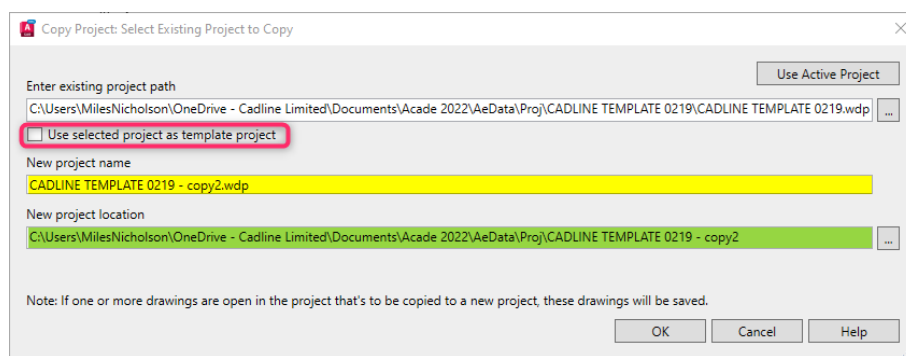 Copy Project: Select Existing Project to Copy
Use Active Project
Enter existing project path
C:\Users\MilesNicholson\OneDrive - Cadline Limited\Documents\Acade 2022\AeData\Proj\CADLINE TEMPLATE 0219\CADLINE TEMPLATE 0219.wdp ...
Use selected project as template project
New project name
CADLINE TEMPLATE 0219 - copy2.wdp
New project location
C:\Users\MilesNicholson\OneDrive - Cadline Limited\Documents\Acade 2022\AeData\Proj\CADLINE TEMPLATE 0219 - copy2 ...
Note: If one or more drawings are open in the project that's to be copied to a new project, these drawings will be saved.
OK Cancel Help